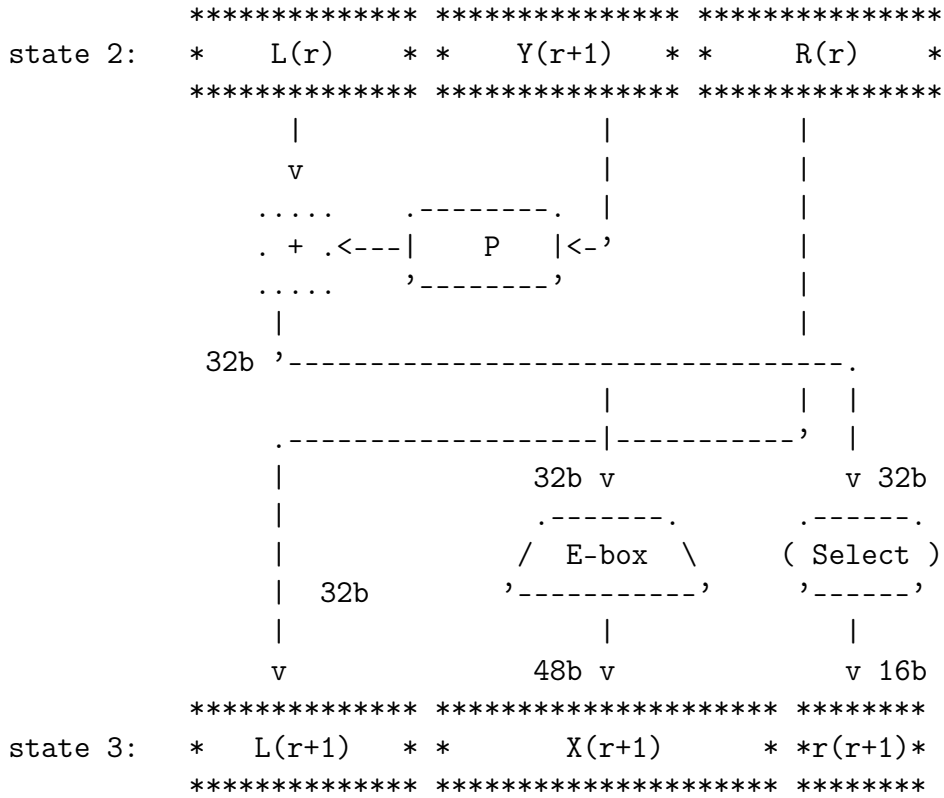 ************** *************** ***************
state 2:  *    L(r)    * *    Y(r+1)   * *     R(r)    *
          ************** *************** ***************
                |                  |           |
                v                  |           |
              .....    .--------.  |           |
              . + .<---|    P   |<-’           |
              .....    ’--------’              |
               |                               |
           32b ’----------------------------------.
                                   |           |  |
               .-------------------|-----------’  |
               |               32b v              v 32b
               |               .-------.       .------.
               |              /  E-box  \     ( Select )
               |  32b        ’-----------’     ’------’
               |                   |              |
               v               48b v              v 16b
          ************** ********************* ********
state 3:  *   L(r+1)   * *       X(r+1)      * *r(r+1)*
          ************** ********************* ********